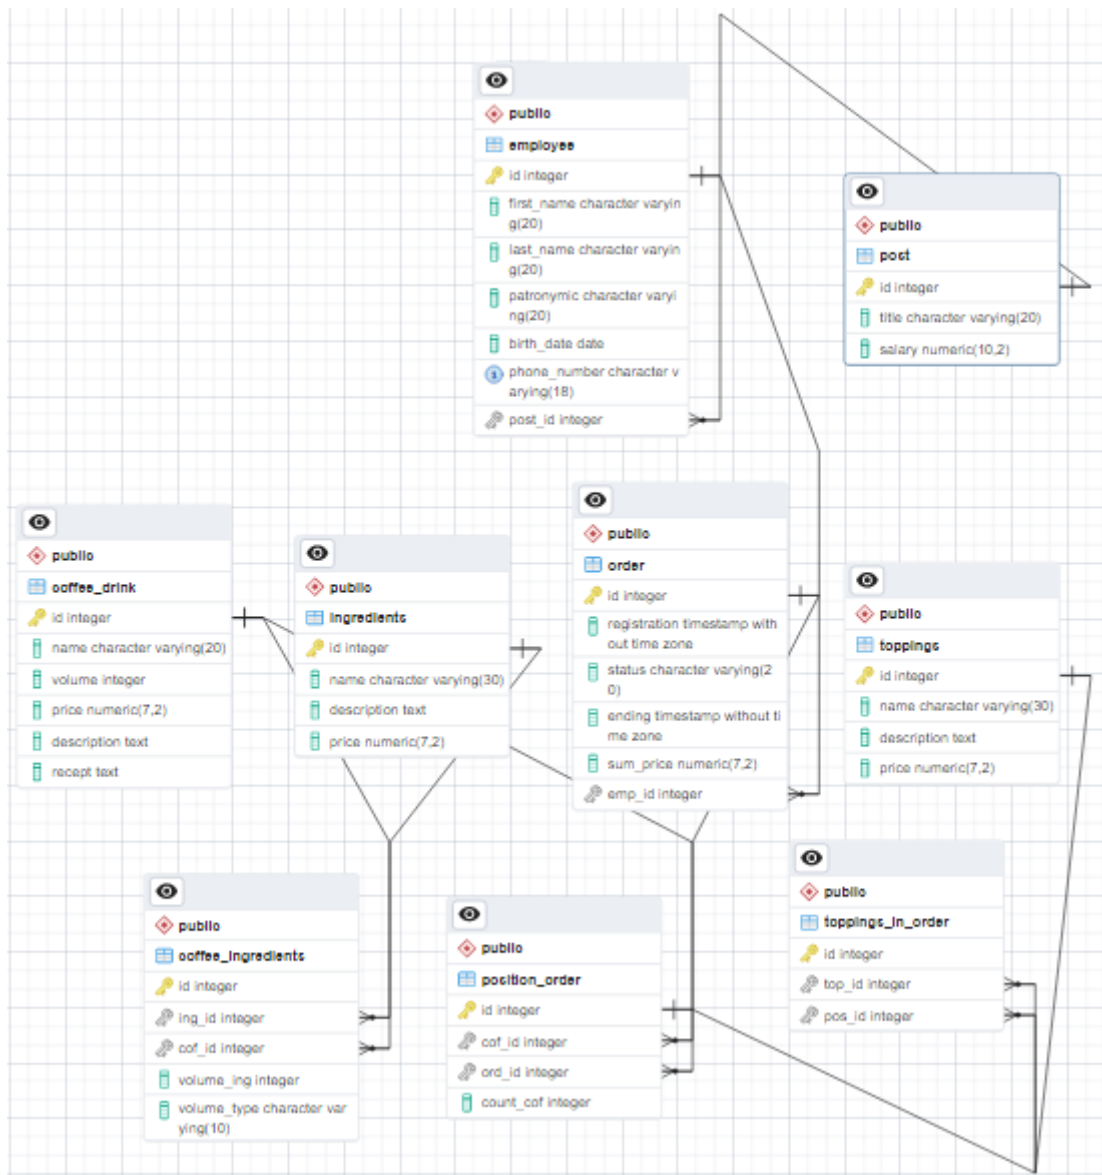 public
employee
id integer
first_name character varyin
g(20)
last_name character varyin
g(20)
patronymic character varyi
ng(20)
birth_date date
phone_number character v
arying(18)
post_id integer
public
post
id integer
title character varying(20)
salary numeric(10,2)
public
coffee_drink
id integer
name character varying(20)
volume integer
price numeric(7,2)
description text
recept text
public
ingredients
id integer
name character varying(30)
description text
price numeric(7,2)
public
order
id integer
registration timestamp with
out time zone
status character varying(2
0)
ending timestamp without ti
me zone
sum_price numeric(7,2)
emp_id integer
public
toppings
id integer
name character varying(30)
description text
price numeric(7,2)
public
coffee_ingredients
id integer
ing_id integer
cof_id integer
volume_ing integer
volume_type character var
ying(10)
public
position_order
id integer
cof_id integer
ord_id integer
count_cof integer
public
toppings_in_order
id integer
top_id integer
pos_id integer